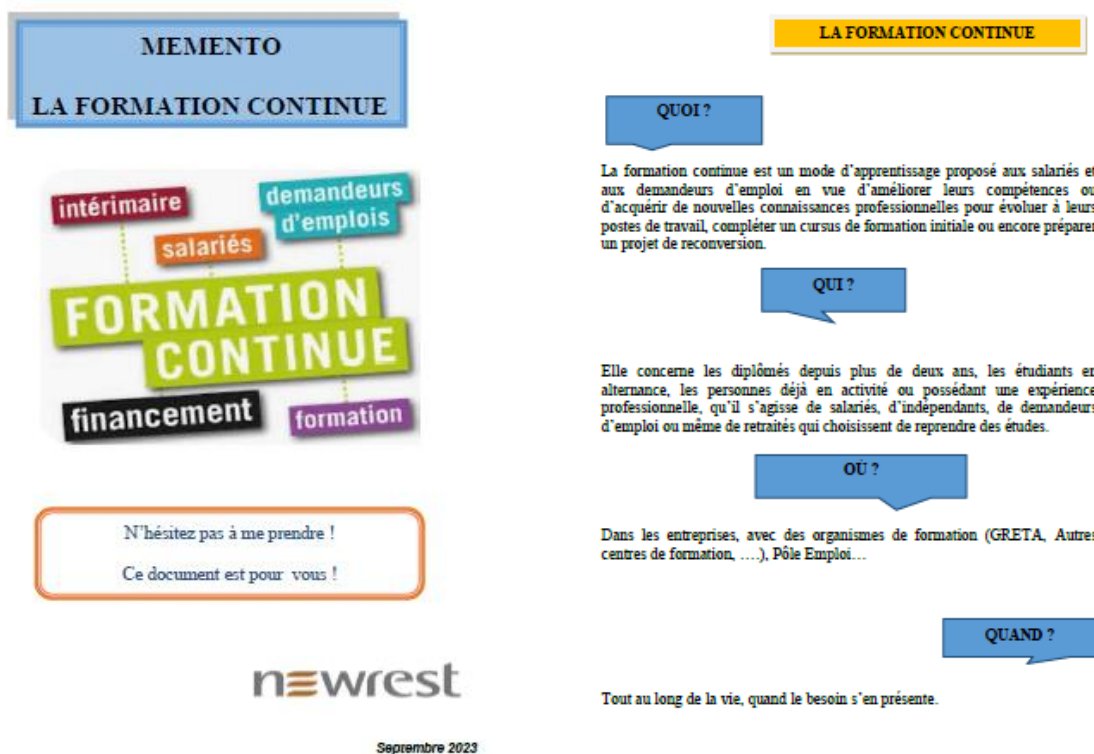 MEMENTO
LA FORMATION CONTINUE
intérimaire
demandeurs
d'emplois
salariés
FORMATION
CONTINUE
financement
formation
N'hésitez pas à me prendre !
Ce document est pour vous !
newrest
Septembre 2023
LA FORMATION CONTINUE
QUOI ?
La formation continue est un mode d'apprentissage proposé aux salariés et
aux demandeurs d'emploi en vue d'améliorer leurs compétences ou
d'acquérir de nouvelles connaissances professionnelles pour évoluer à leurs
postes de travail, compléter un cursus de formation initiale ou encore préparer
un projet de reconversion.
QUI ?
Elle concerne les diplômés depuis plus de deux ans, les étudiants en
alternance, les personnes déjà en activité ou possédant une expérience
professionnelle, qu'il s'agisse de salariés, d'indépendants, de demandeurs
d'emploi ou même de retraités qui choisissent de reprendre des études.
OÙ ?
Dans les entreprises, avec des organismes de formation (GRETA, Autres
centres de formation, ….), Pôle Emploi…
QUAND ?
Tout au long de la vie, quand le besoin s'en présente.